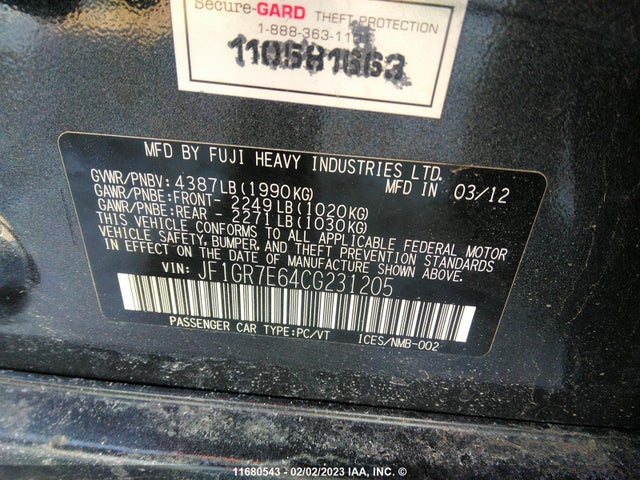 Secure-GARD THEFT PROTECTION
1-888-363-11
110581663
MFD BY FUJI HEAVY INDUSTRIES LTD.
GVWR/PNBV: 4387LB(1990KG) MFD IN 03/12
GAWR/PNBE:FRONT- 2249LB(1020KG)
GAWR/PNBE:REAR - 2271LB(1030KG)
THIS VEHICLE CONFORMS TO ALL APPLICABLE FEDERAL MOTOR
VEHICLE SAFETY, BUMPER, AND THEFT PREVENTION STANDARDS
IN EFFECT ON THE DATE OF MANUFACTURE SHOWN ABOVE.
VIN: JF1GR7E64CG231205
PASSENGER CAR TYPE:PC/VT ICES/NMB-002
11680543 - 02/02/2023 IAA, INC. ©